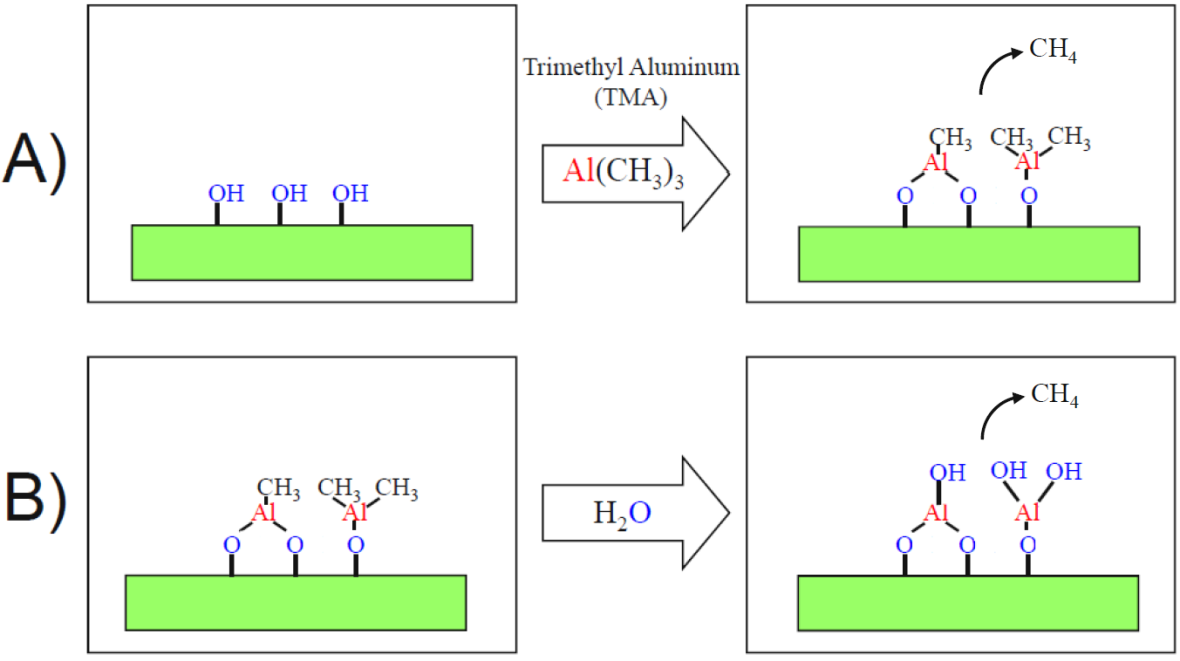 A)
OH OH OH
Trimethyl Aluminum
(TMA)
Al(CH₃)₃
CH₄
CH₃ CH₃ CH₃
Al Al
O O O
B)
CH₃ CH₃ CH₃
Al Al
O O O
H₂O
CH₄
OH OH OH
Al Al
O O O